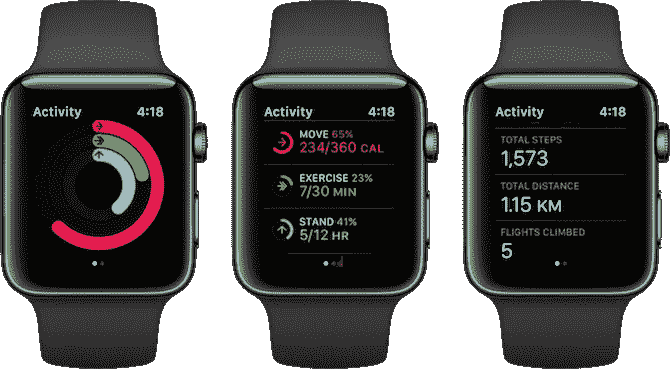 Activity 4:18
Activity 4:18
MOVE 65%
234/360 CAL
EXERCISE 23%
7/30 MIN
STAND 41%
5/12 HR
Activity 4:18
TOTAL STEPS
1,573
TOTAL DISTANCE
1.15 KM
FLIGHTS CLIMBED
5